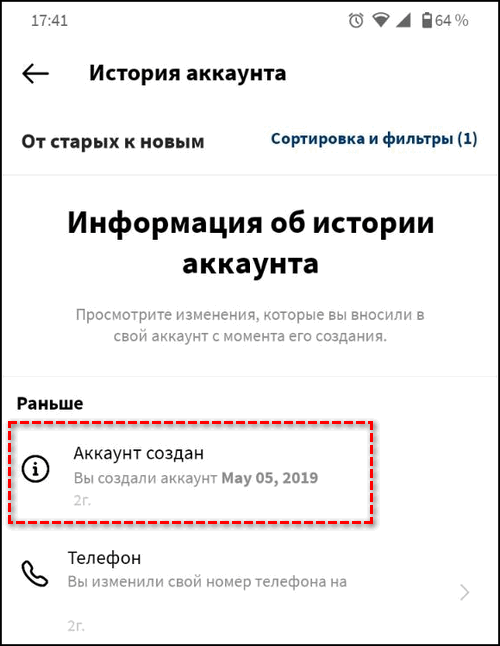 17:41 64 %
История аккаунта
От старых к новым Сортировка и фильтры (1)
Информация об истории
аккаунта
Просмотрите изменения, которые вы вносили в
свой аккаунт с момента его создания.
Раньше
Аккаунт создан
Вы создали аккаунт May 05, 2019
2г.
Телефон
Вы изменили свой номер телефона на
2г.